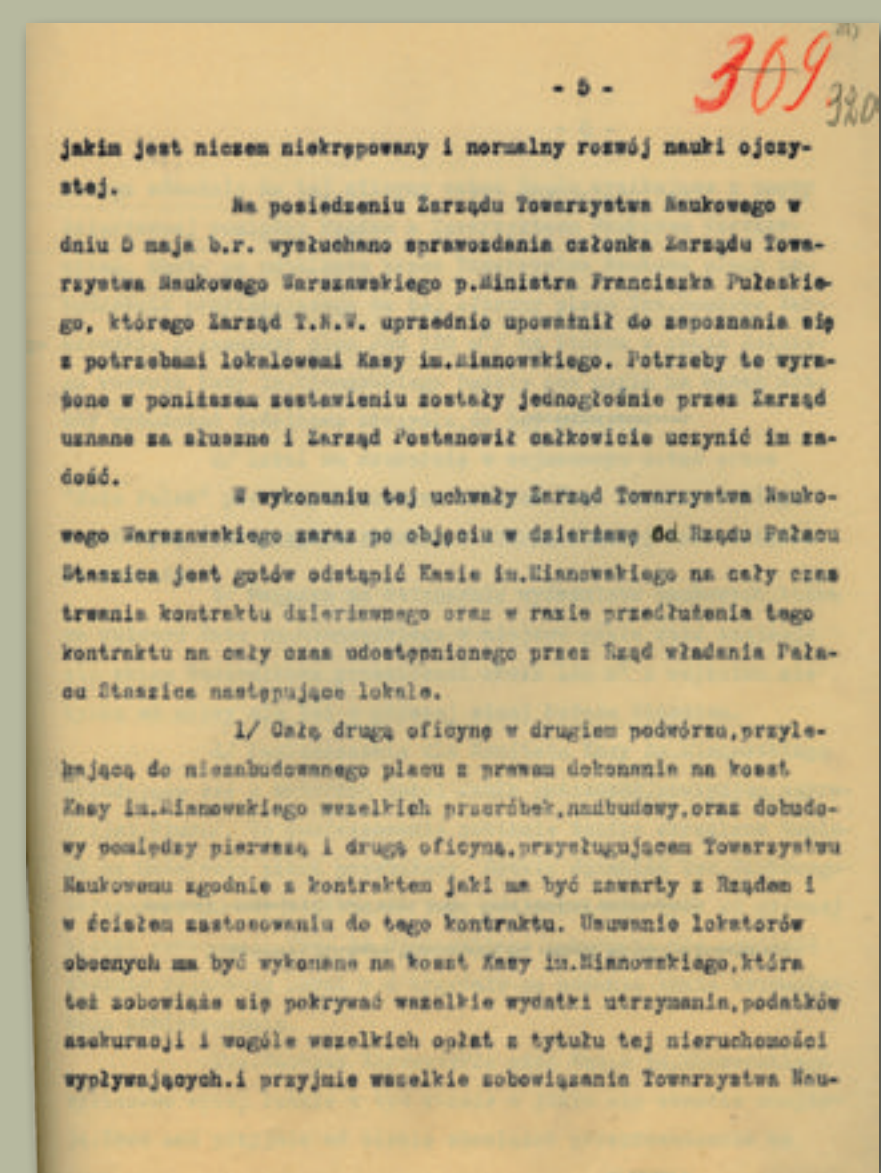 - 5 -
309
320
jakim jest niczem niekrępowany i normalny rozwój nauki ojczy-
stej.
Na posiedzeniu Zarządu Towarzystwa Naukowego w
dniu 5 maja b.r. wysłuchano sprawozdania członka Zarządu Towa-
rzystwa Naukowego Warszawskiego p.Ministra Franciszka Pułaskie-
go, którego Zarząd T.N.W. uprzednio upoważnił do zapoznania się
z potrzebami lokalowemi Kasy im.Mianowskiego. Potrzeby te wyra-
żone w poniższem zestawieniu zostały jednogłośnie przez Zarząd
uznane za słuszne i Zarząd Postanowił całkowicie uczynić im za-
dość.
W wykonaniu tej uchwały Zarząd Towarzystwa Nauko-
wego Warszawskiego zaraz po objęciu w dzierżawę od Rządu Pałacu
Staszica jest gotów odstąpić Kasie im.Mianowskiego na cały czas
trwania kontraktu dzierżawnego oraz w razie przedłużenia tego
kontraktu na cały czas udostępnionego przez Rząd władania Pała-
cu Staszica następujące lokale.
1/ Całą drugą oficynę w drugiem podwórzu,przyle-
gającą do niezabudowanego placu z prawem dokonania na koszt
Kasy im.Mianowskiego wszelkich przeróbek,nadbudowy,oraz dobudo-
wy pomiędzy pierwszą i drugą oficyną,przysługującem Towarzystwu
Naukowemu zgodnie z kontraktem jaki ma być zawarty z Rządem i
w ścisłem zastosowaniu do tego kontraktu. Usuwanie lokatorów
obecnych ma być wykonane na koszt Kasy im.Mianowskiego,która
też zobowiąże się pokrywać wszelkie wydatki utrzymania,podatków
asekuracji i wogóle wszelkich opłat z tytułu tej nieruchomości
wypływających.i przyjmie wszelkie zobowiązania Towarzystwa Nau-